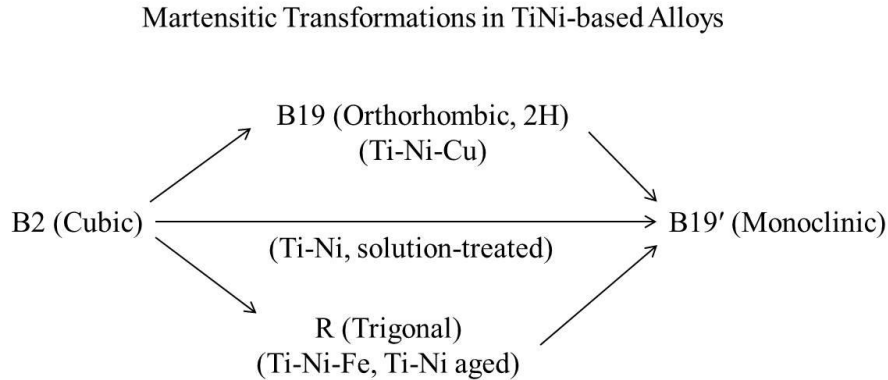 Martensitic Transformations in TiNi-based Alloys
B19 (Orthorhombic, 2H)
(Ti-Ni-Cu)
B2 (Cubic)
B19′ (Monoclinic)
(Ti-Ni, solution-treated)
R (Trigonal)
(Ti-Ni-Fe, Ti-Ni aged)